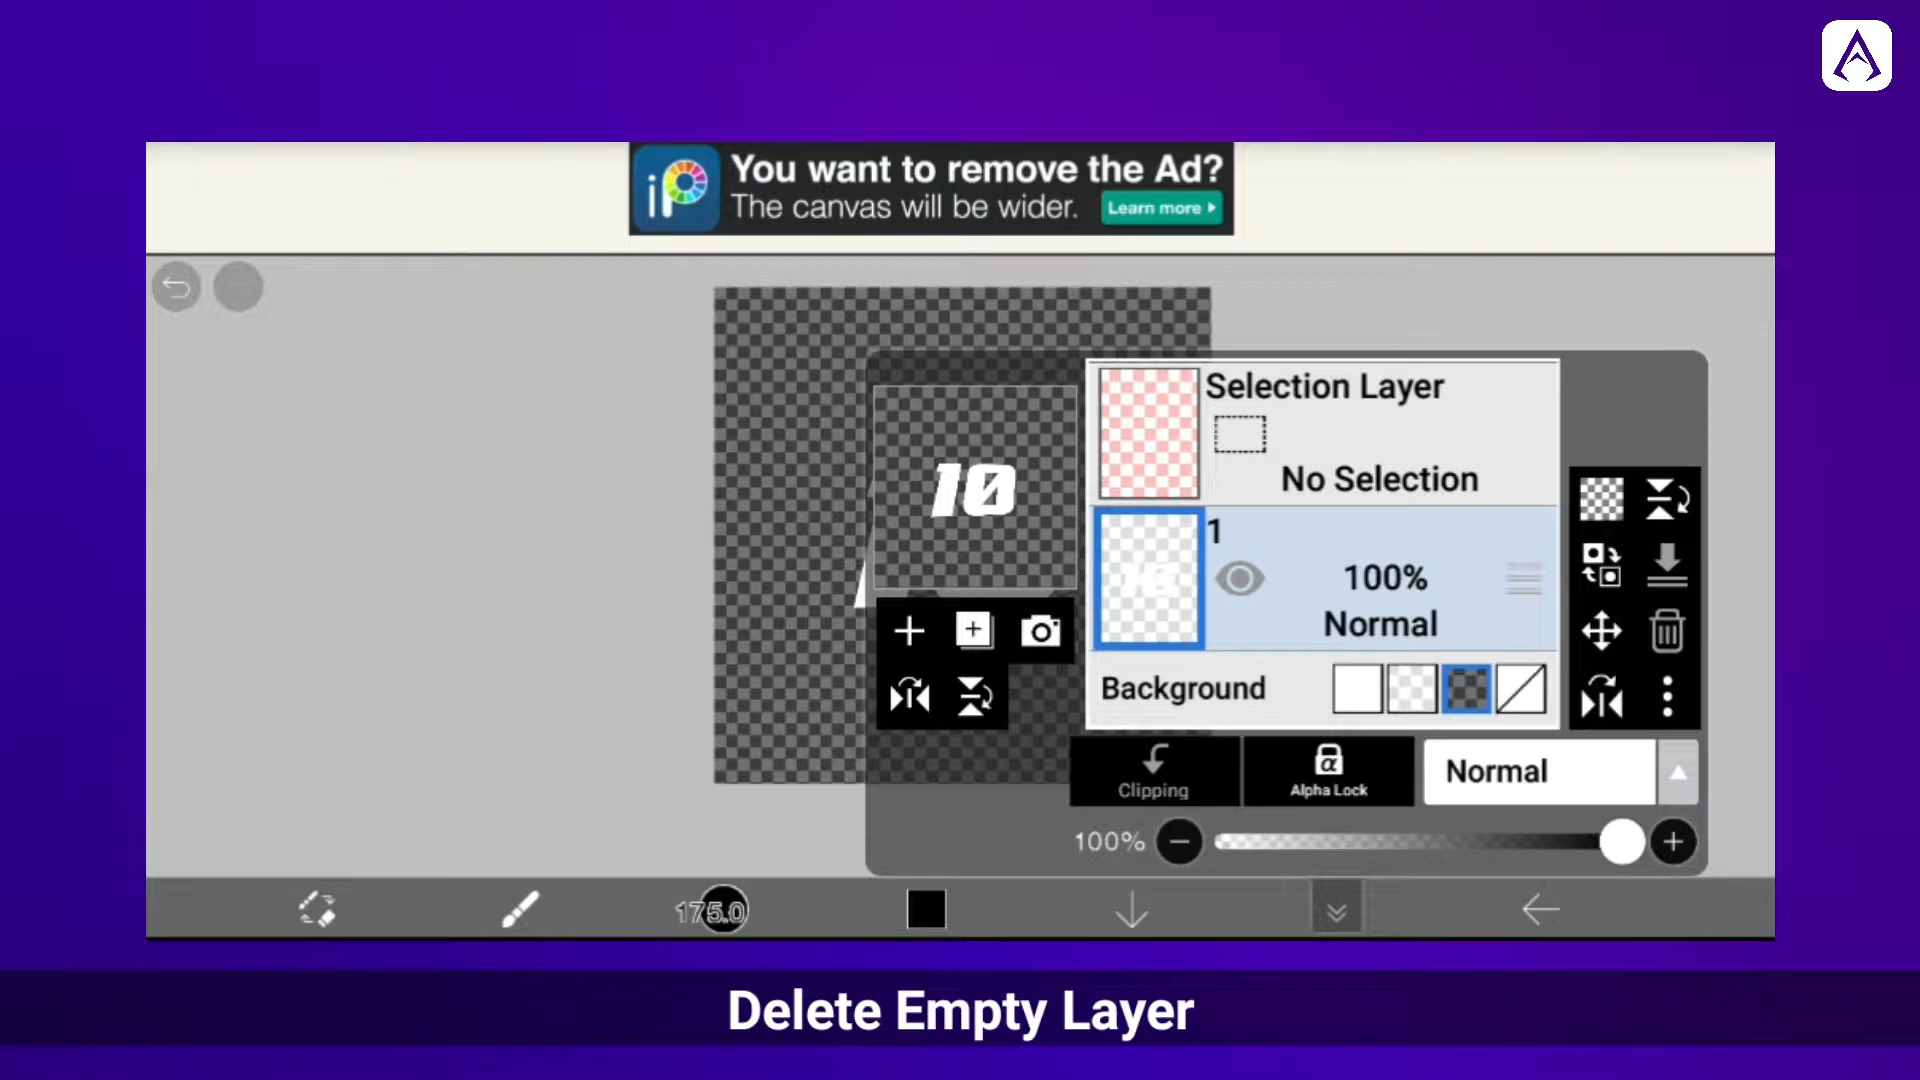 iP
You want to remove the Ad?
The canvas will be wider.
Learn more
Selection Layer
No Selection
10
1
100%
Normal
Background
Clipping
Alpha Lock
Normal
100%
175.0
Delete Empty Layer